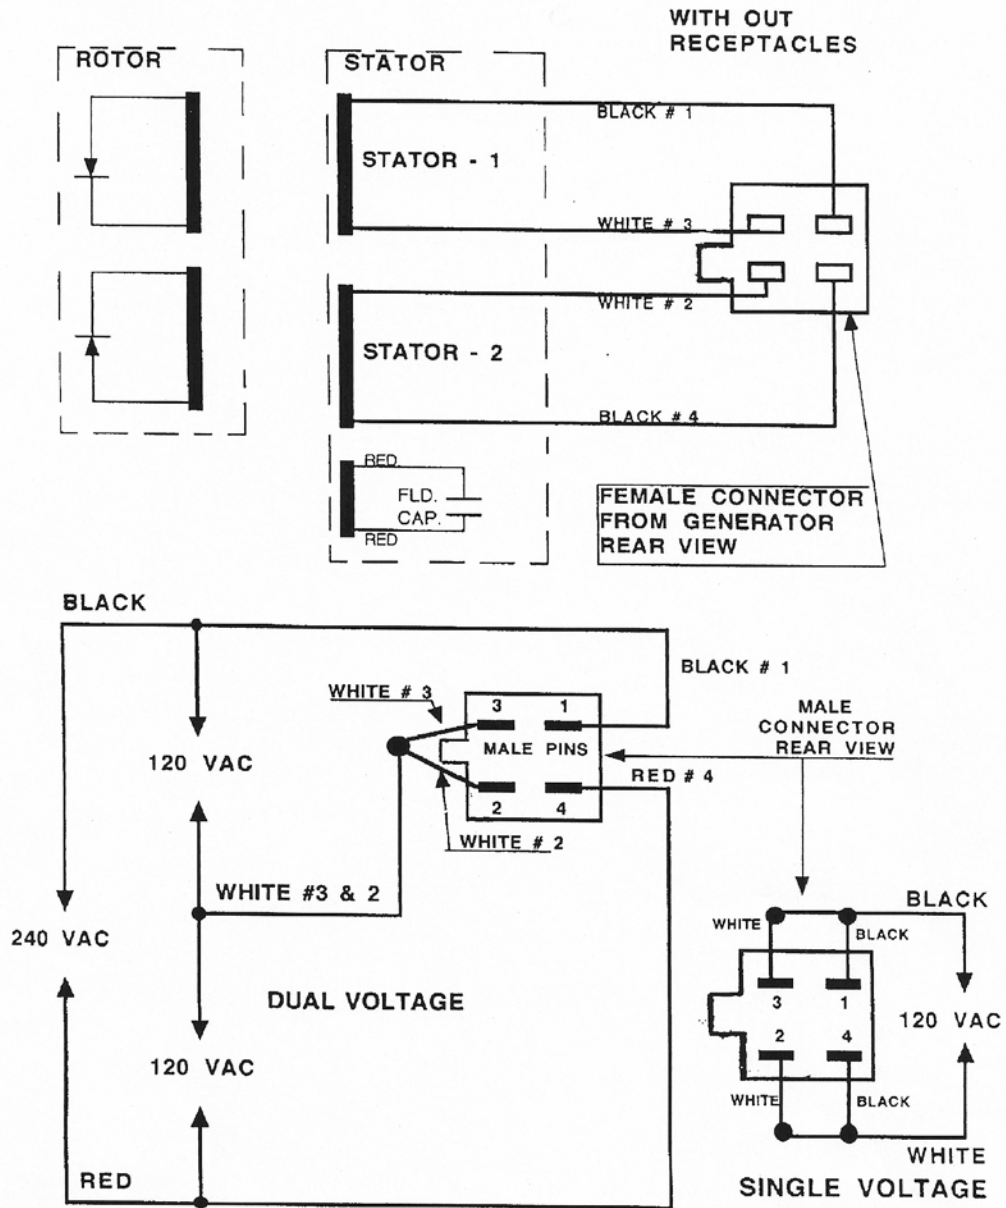 WITH OUT
RECEPTACLES
ROTOR
STATOR
BLACK # 1
STATOR - 1
WHITE # 3
WHITE # 2
STATOR - 2
BLACK # 4
RED
FLD.
CAP.
RED
FEMALE CONNECTOR
FROM GENERATOR
REAR VIEW
BLACK
BLACK # 1
WHITE # 3
3 1
MALE PINS
MALE
CONNECTOR
REAR VIEW
120 VAC
RED # 4
2 4
WHITE # 2
WHITE #3 & 2
240 VAC
DUAL VOLTAGE
120 VAC
RED
BLACK
WHITE
BLACK
3 1
120 VAC
2 4
WHITE
BLACK
WHITE
SINGLE VOLTAGE